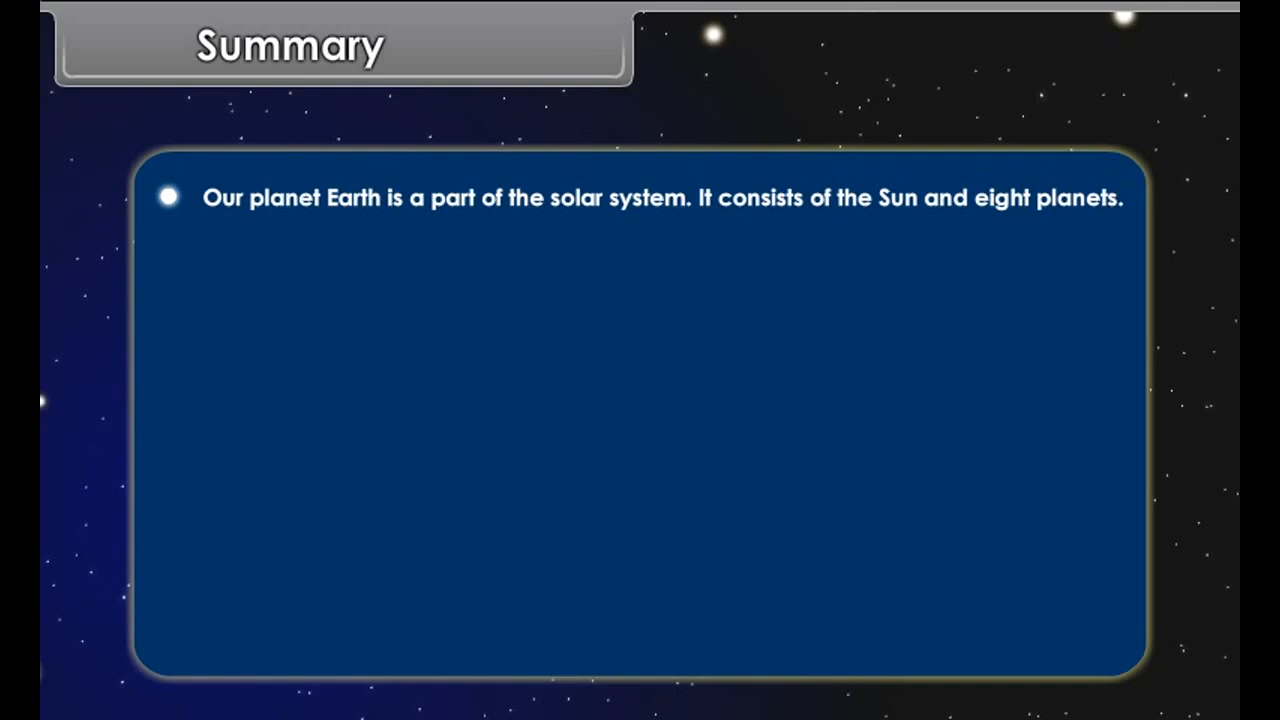 Summary
Our planet Earth is a part of the solar system. It consists of the Sun and eight planets.